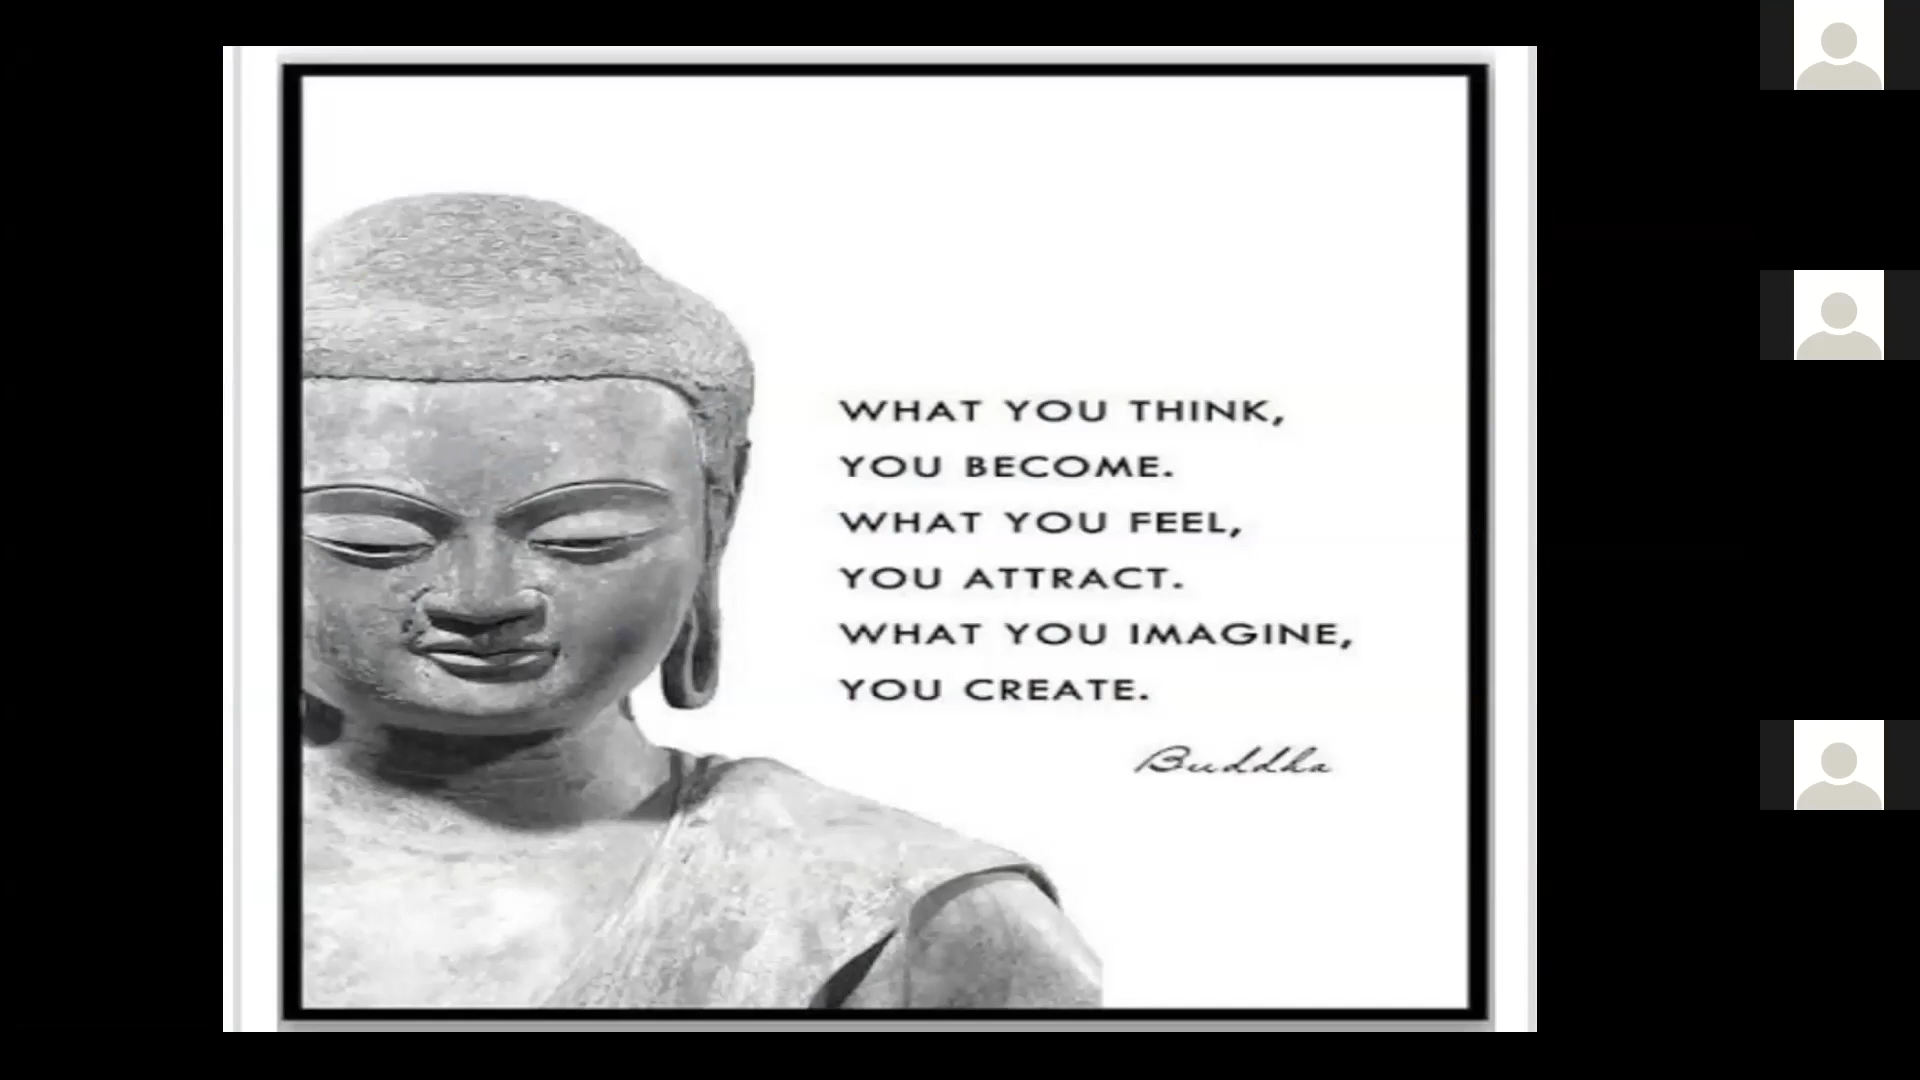 WHAT YOU THINK,
YOU BECOME.
WHAT YOU FEEL,
YOU ATTRACT.
WHAT YOU IMAGINE,
YOU CREATE.
Buddha